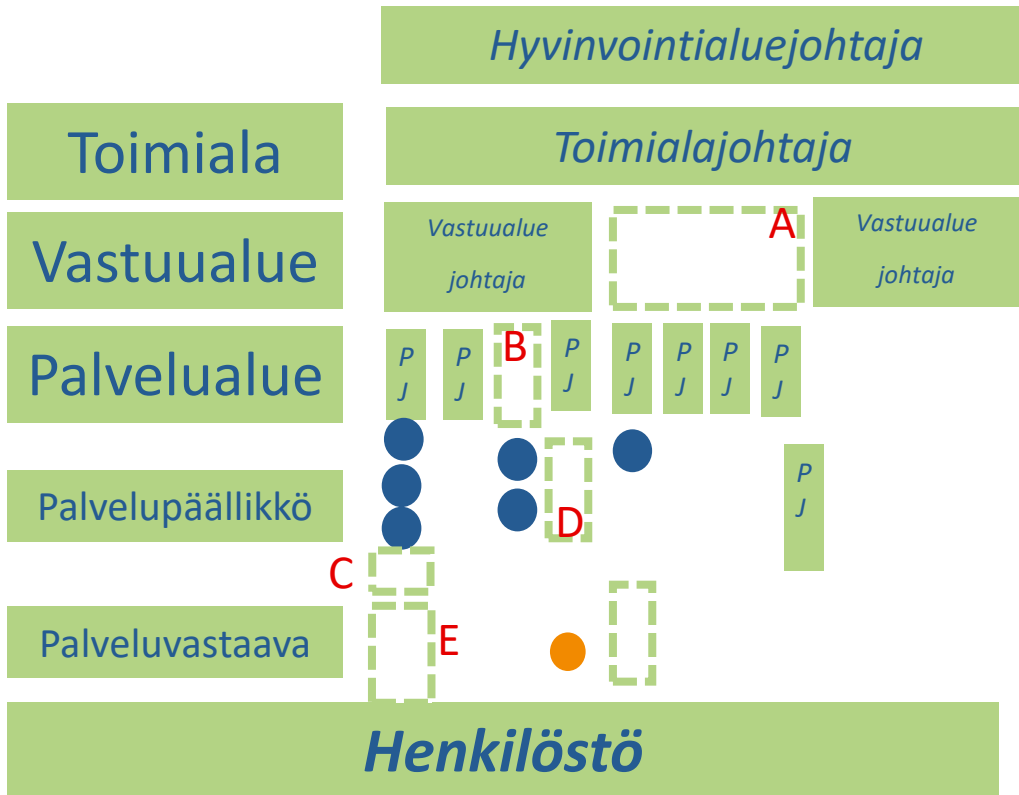 Hyvinvointialuejohtaja
Toimiala
Toimialajohtaja
Vastuualue
Vastuualue
johtaja
A
Vastuualue
johtaja
Palvelualue
P
J
P
J
B
P
J
P
J
P
J
P
J
P
J
Palvelupäällikkö
D
P
J
C
Palveluvastaava
E
Henkilöstö